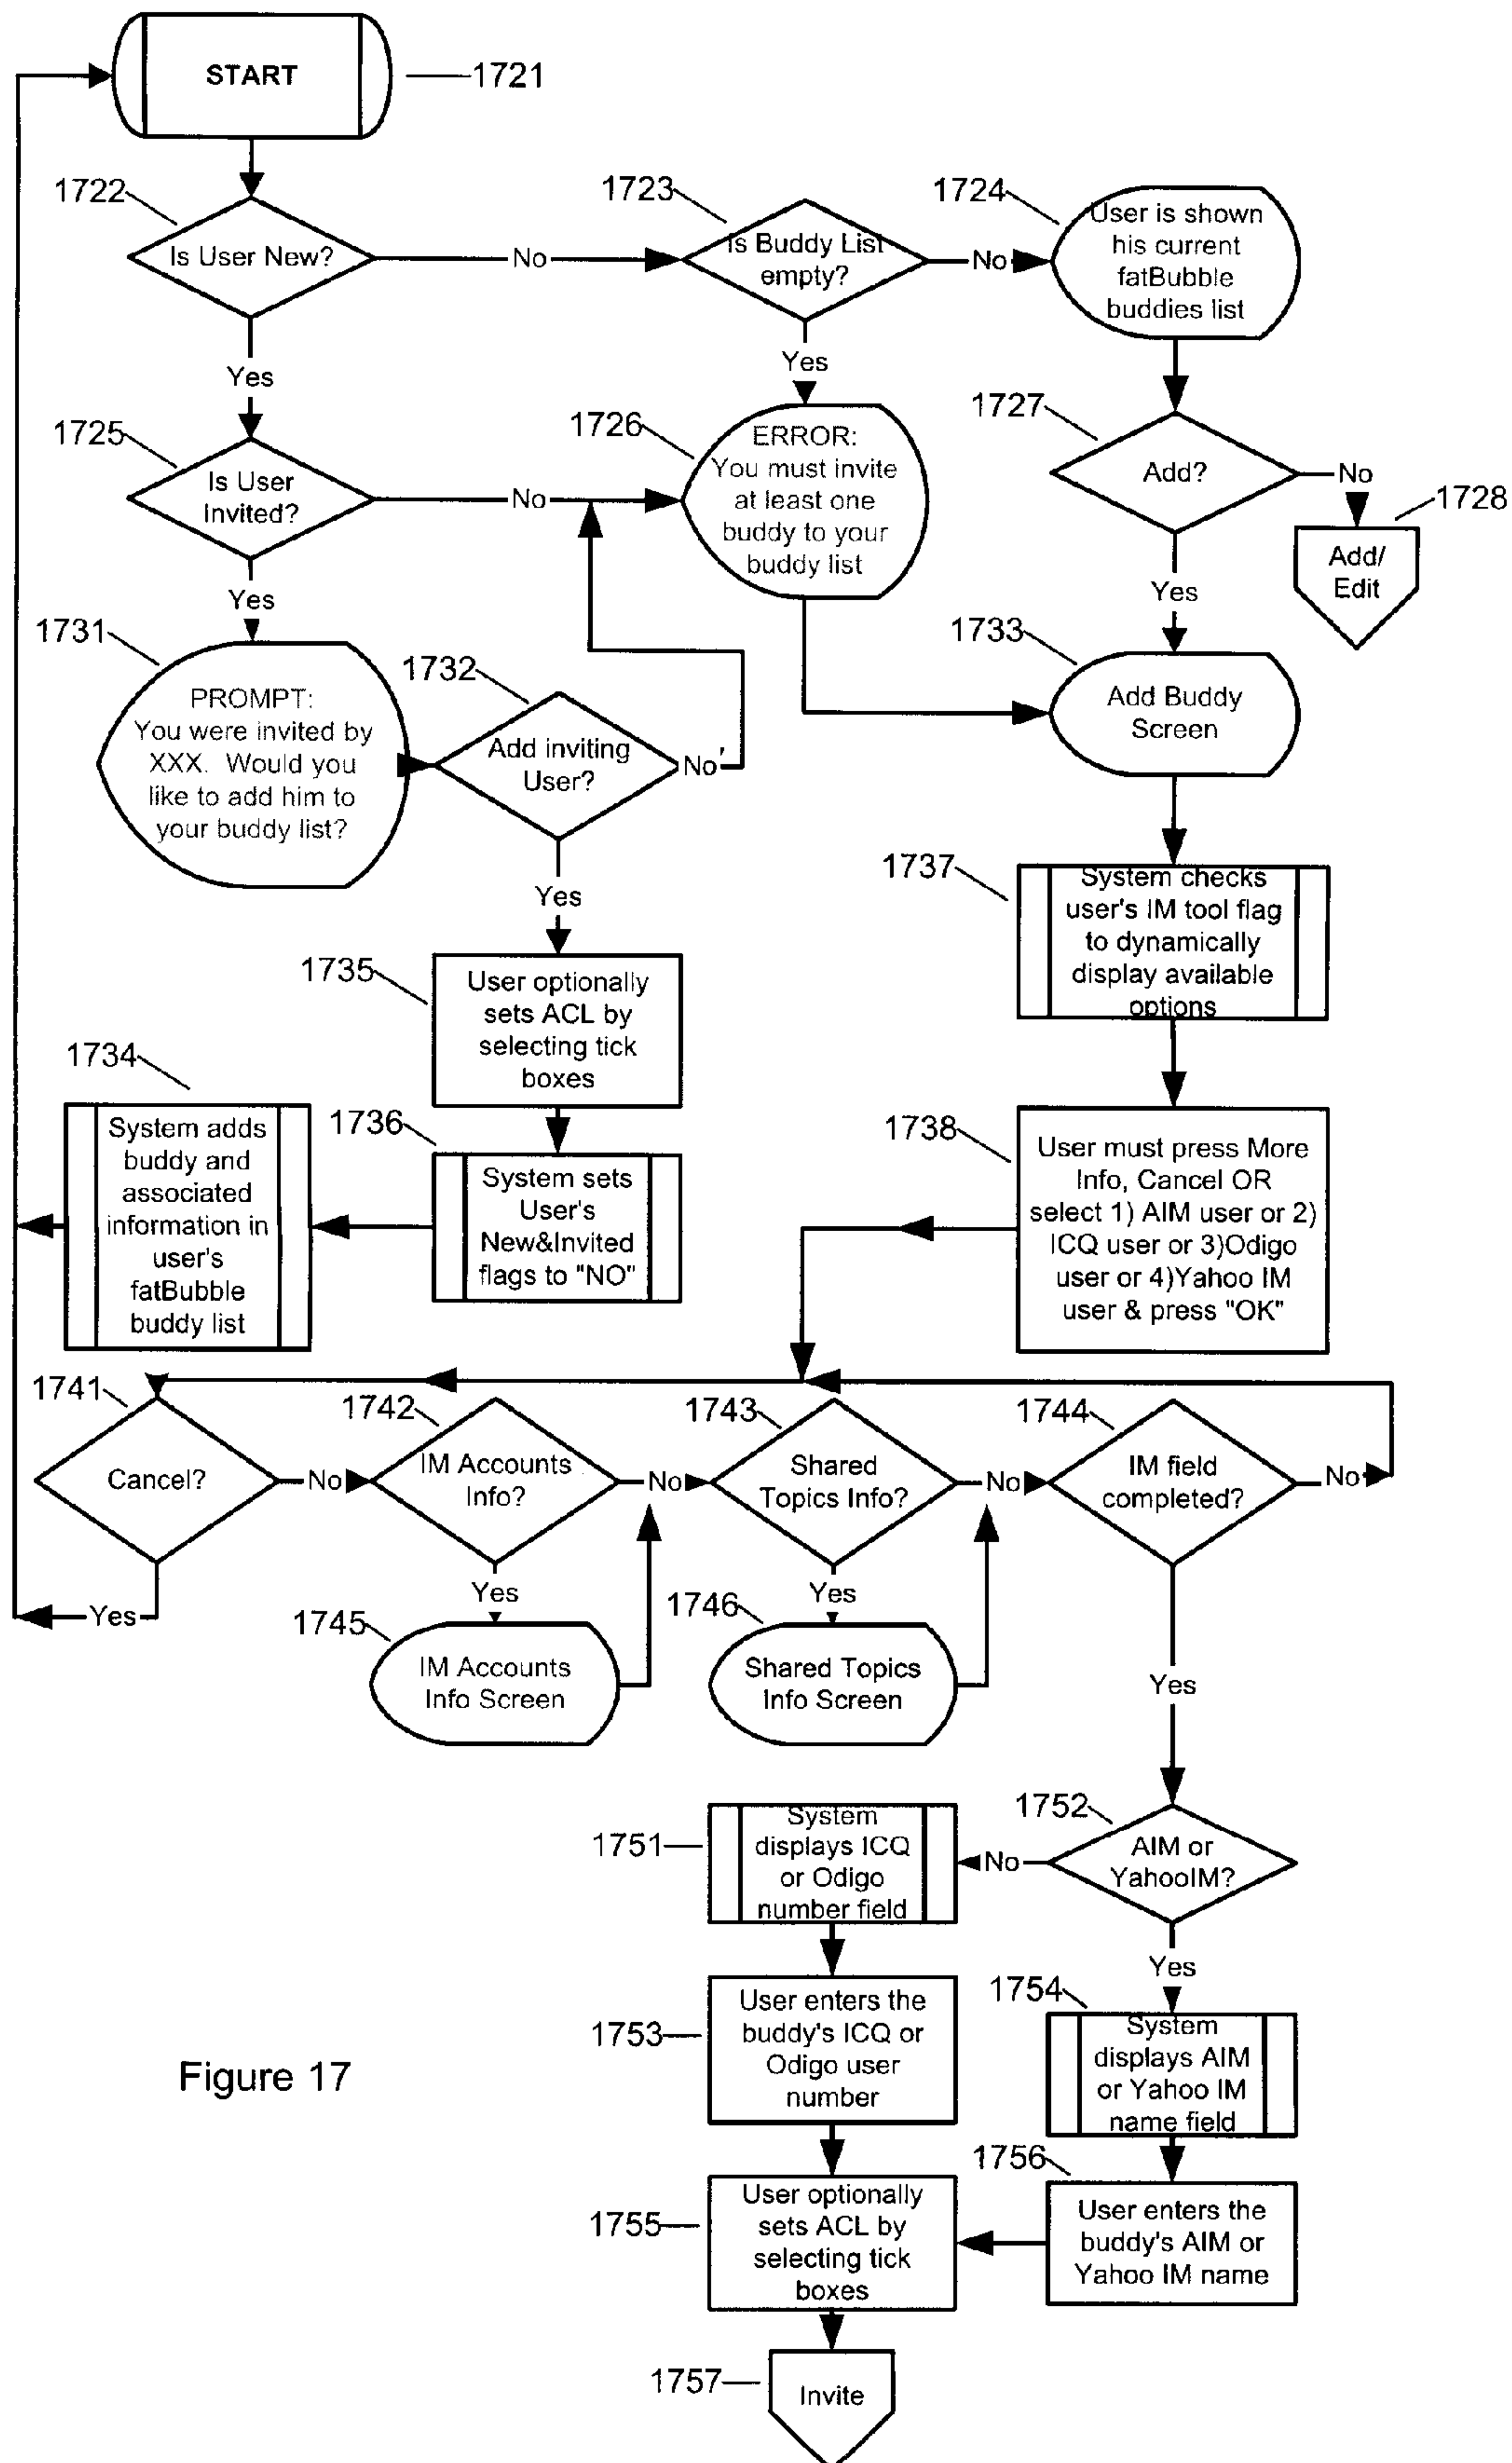 START
1721
1722
Is User New?
No
1723
Is Buddy List
empty?
No
1724
User is shown
his current
fatBubble
buddies list
Yes
Yes
1725
Is User
Invited?
No
1726
ERROR:
You must invite
at least one
buddy to your
buddy list
1727
Add?
No
1728
Add/
Edit
Yes
Yes
1731
PROMPT:
You were invited by
XXX. Would you
like to add him to
your buddy list?
1732
Add inviting
User?
No
1733
Add Buddy
Screen
Yes
1735
User optionally
sets ACL by
selecting tick
boxes
1737
System checks
user's IM tool flag
to dynamically
display available
options
1734
System adds
buddy and
associated
information in
user's
fatBubble
buddy list
1736
System sets
User's
New&Invited
flags to "NO"
1738
User must press More
Info, Cancel OR
select 1) AIM user or 2)
ICQ user or 3)Odigo
user or 4)Yahoo IM
user & press "OK"
1741
Cancel?
No
1742
IM Accounts
Info?
No
1743
Shared
Topics Info?
No
1744
IM field
completed?
No
Yes
Yes
Yes
1745
IM Accounts
Info Screen
1746
Shared Topics
Info Screen
Yes
1751
System
displays ICQ
or Odigo
number field
No
1752
AIM or
YahooIM?
Yes
1753
User enters the
buddy's ICQ or
Odigo user
number
1754
System
displays AIM
or Yahoo IM
name field
Figure 17
1755
User optionally
sets ACL by
selecting tick
boxes
1756
User enters the
buddy's AIM or
Yahoo IM name
1757
Invite